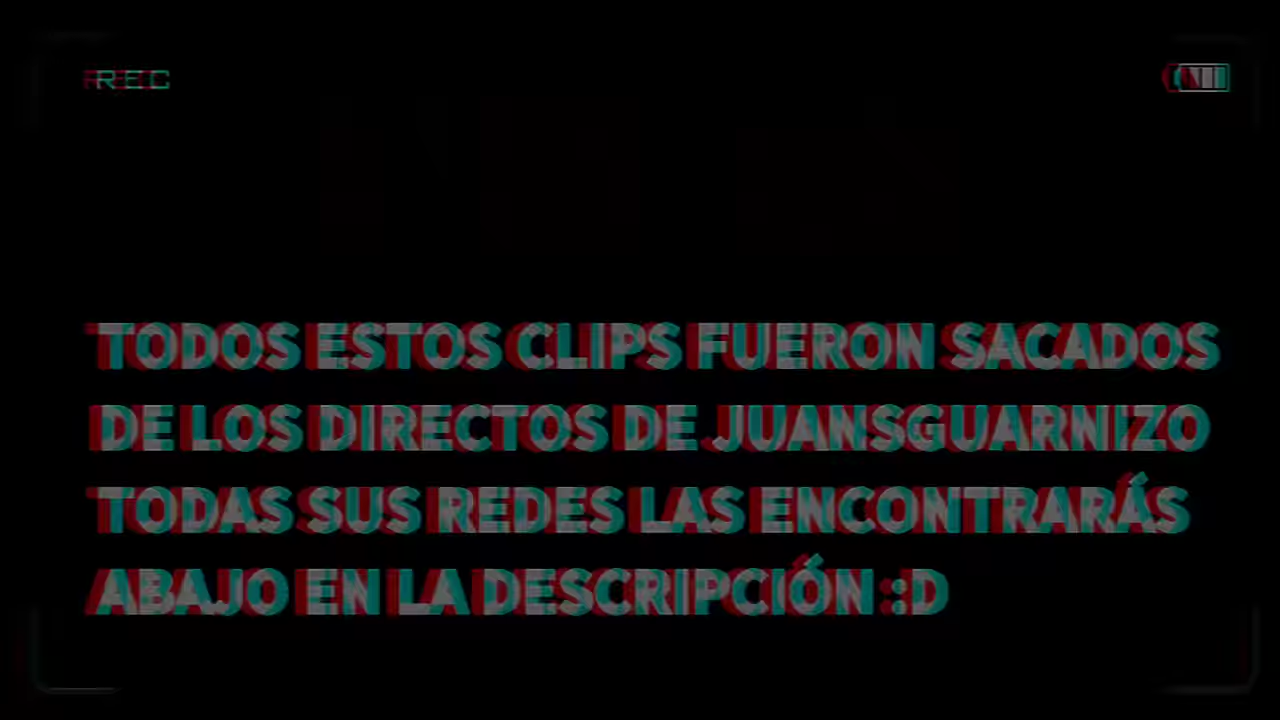 REC
TODOS ESTOS CLIPS FUERON SACADOS
DE LOS DIRECTOS DE JUANSGUARNIZO
TODAS SUS REDES LAS ENCONTRARÁS
ABAJO EN LA DESCRIPCIÓN :D